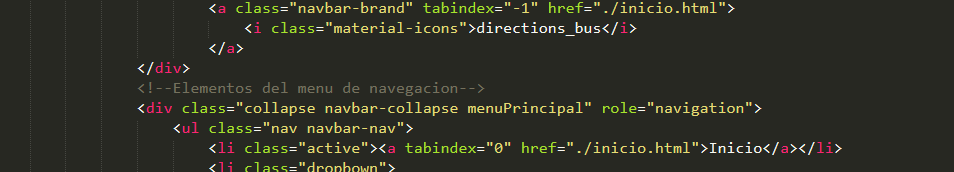 <a class="navbar-brand" tabindex="-1" href="./inicio.html">
<i class="material-icons">directions_bus</i>
</a>
</div>
<!--Elementos del menu de navegacion-->
<div class="collapse navbar-collapse menuPrincipal" role="navigation">
<ul class="nav navbar-nav">
<li class="active"><a tabindex="0" href="./inicio.html">Inicio</a></li>
<li class="dropbown">